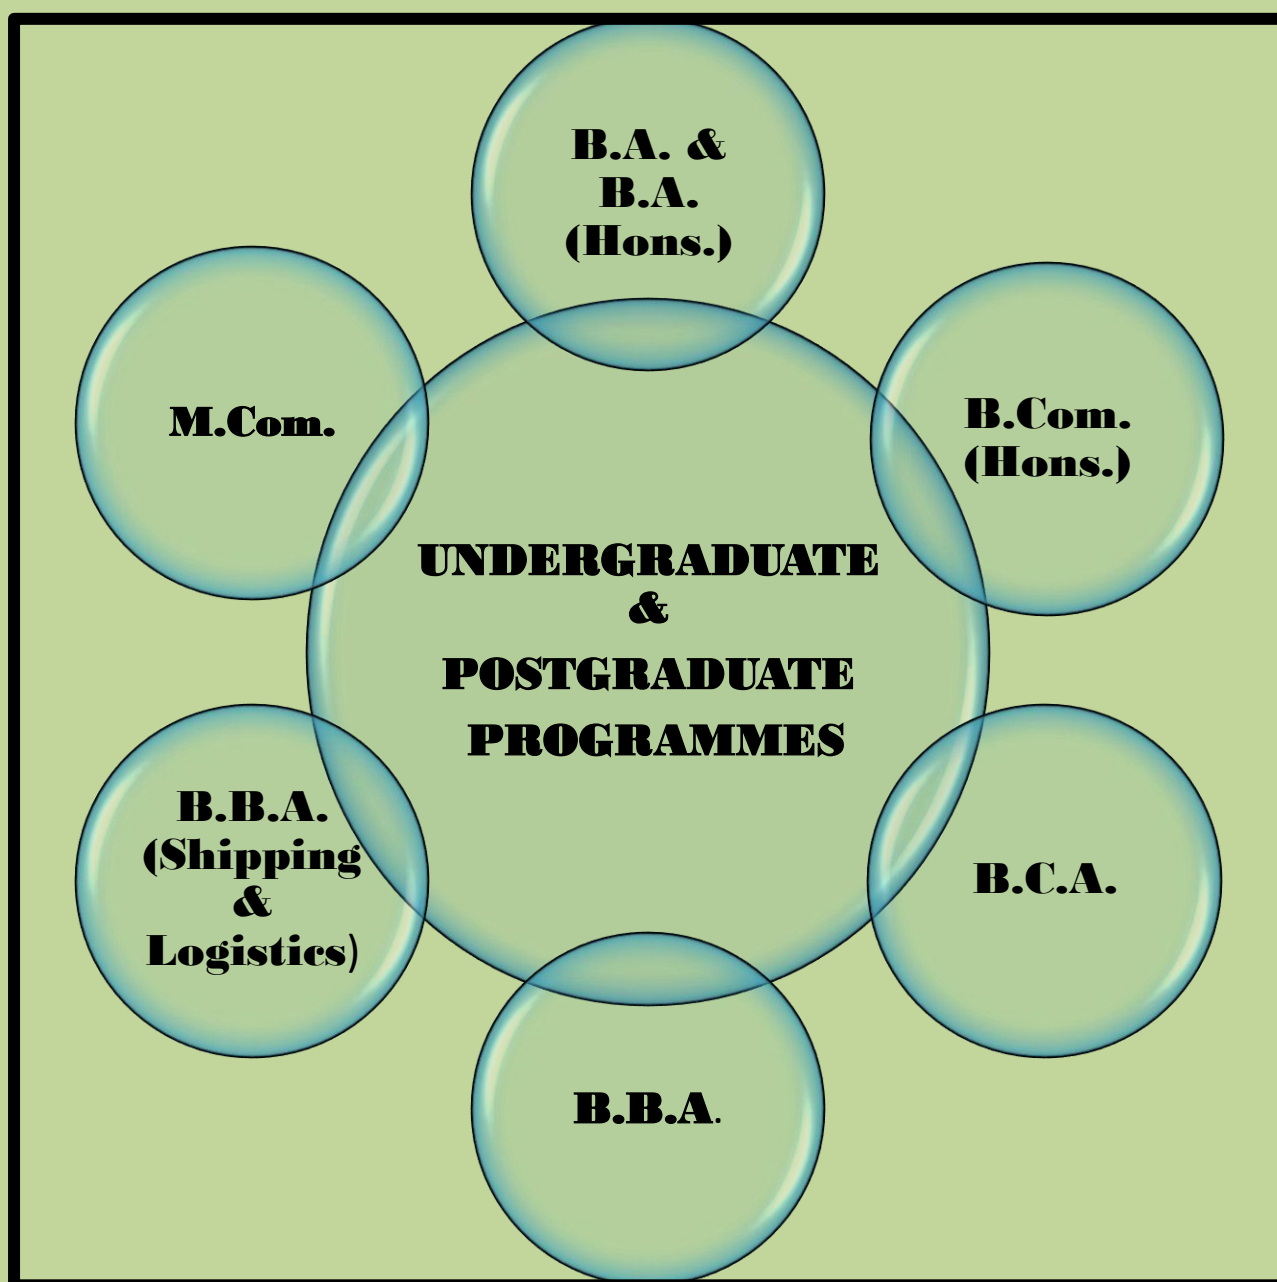 B.A. &
B.A.
(Hons.)
B.Com.
(Hons.)
M.Com.
UNDERGRADUATE
&
POSTGRADUATE
PROGRAMMES
B.B.A.
(Shipping
&
Logistics)
B.C.A.
B.B.A.